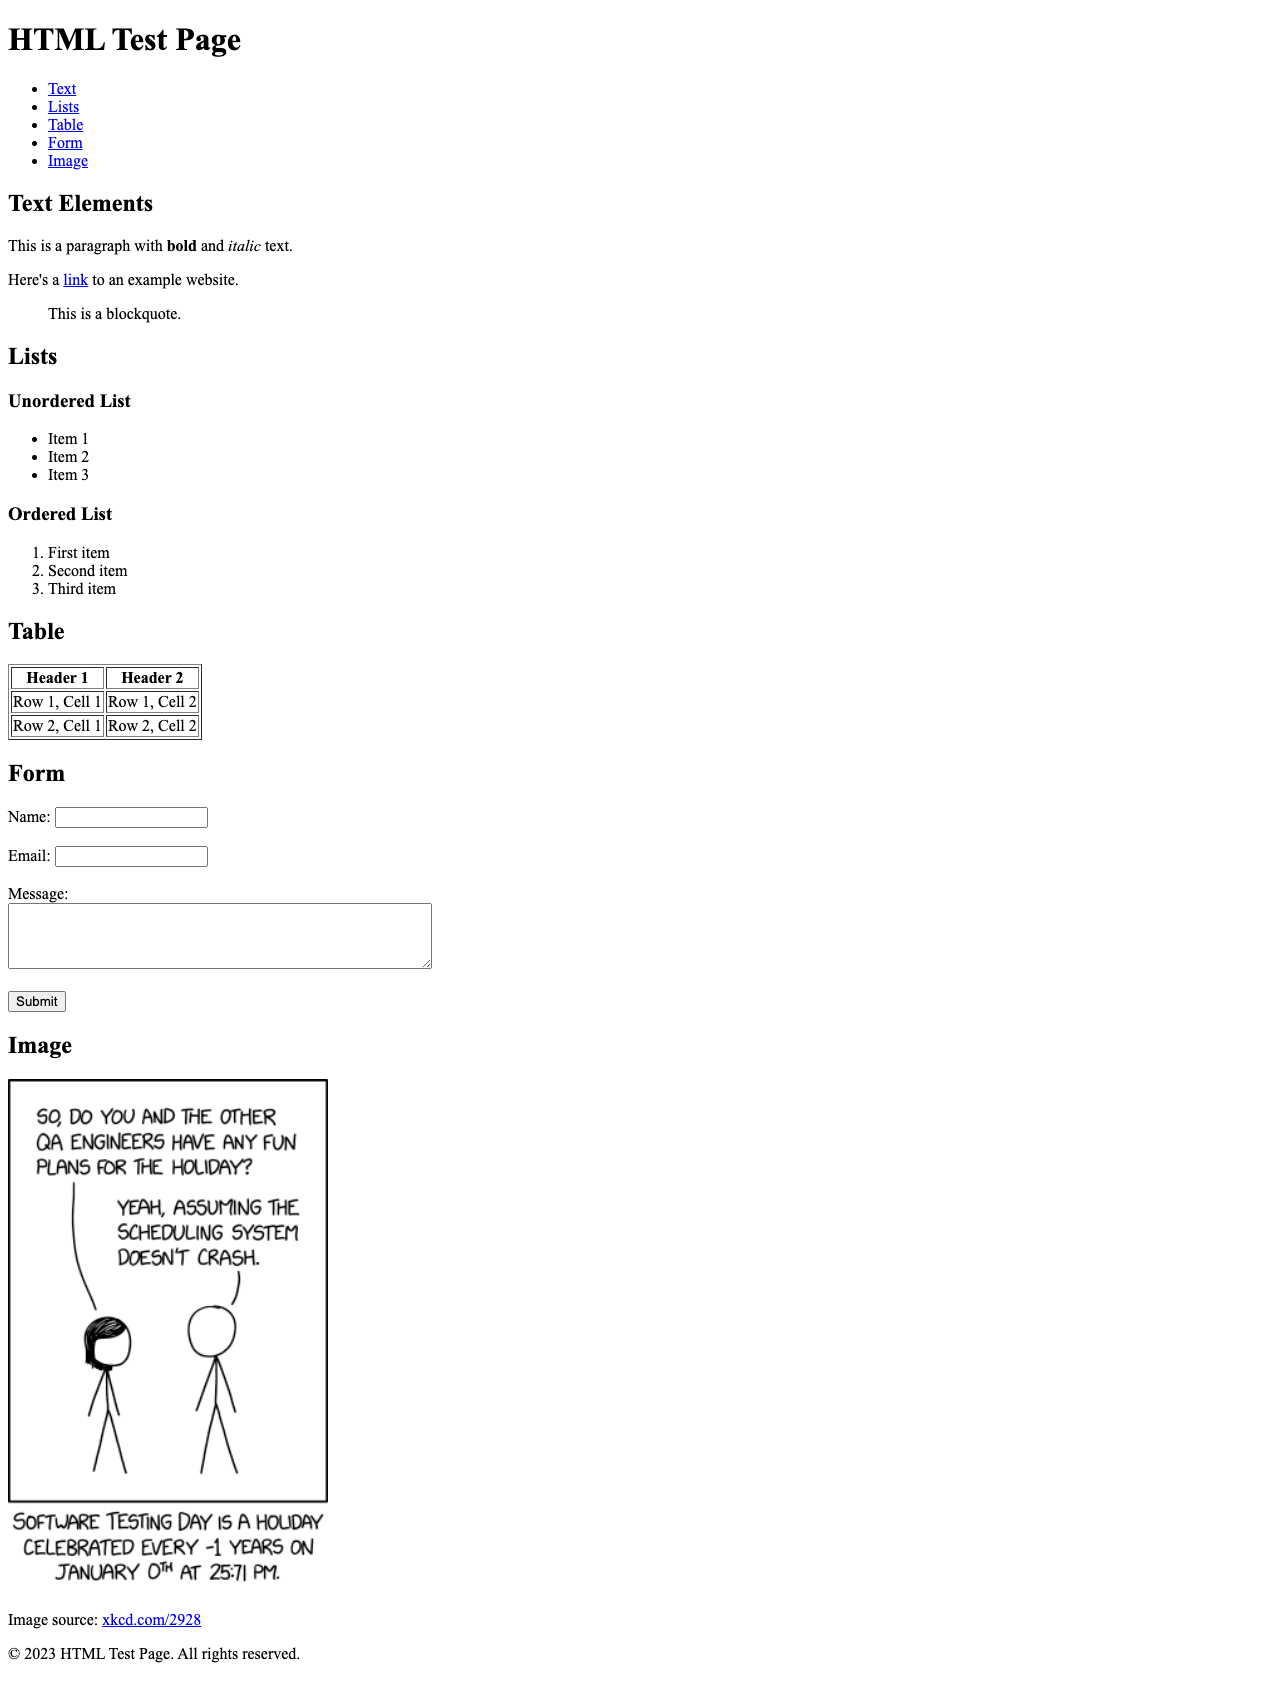 HTML Test Page
Text
Lists
Table
Form
Image
Text Elements
This is a paragraph with bold and italic text.
Here's a link to an example website.
This is a blockquote.
Lists
Unordered List
Item 1
Item 2
Item 3
Ordered List
1. First item
2. Second item
3. Third item
Table
Header 1 Header 2
Row 1, Cell 1 Row 1, Cell 2
Row 2, Cell 1 Row 2, Cell 2
Form
Name:
Email:
Message:
Submit
Image
SO, DO YOU AND THE OTHER
QA ENGINEERS HAVE ANY FUN
PLANS FOR THE HOLIDAY?
YEAH, ASSUMING THE
SCHEDULING SYSTEM
DOESN'T CRASH.
SOFTWARE TESTING DAY IS A HOLIDAY
CELEBRATED EVERY -1 YEARS ON
JANUARY 0TH AT 25:71 PM.
Image source: xkcd.com/2928
© 2023 HTML Test Page. All rights reserved.